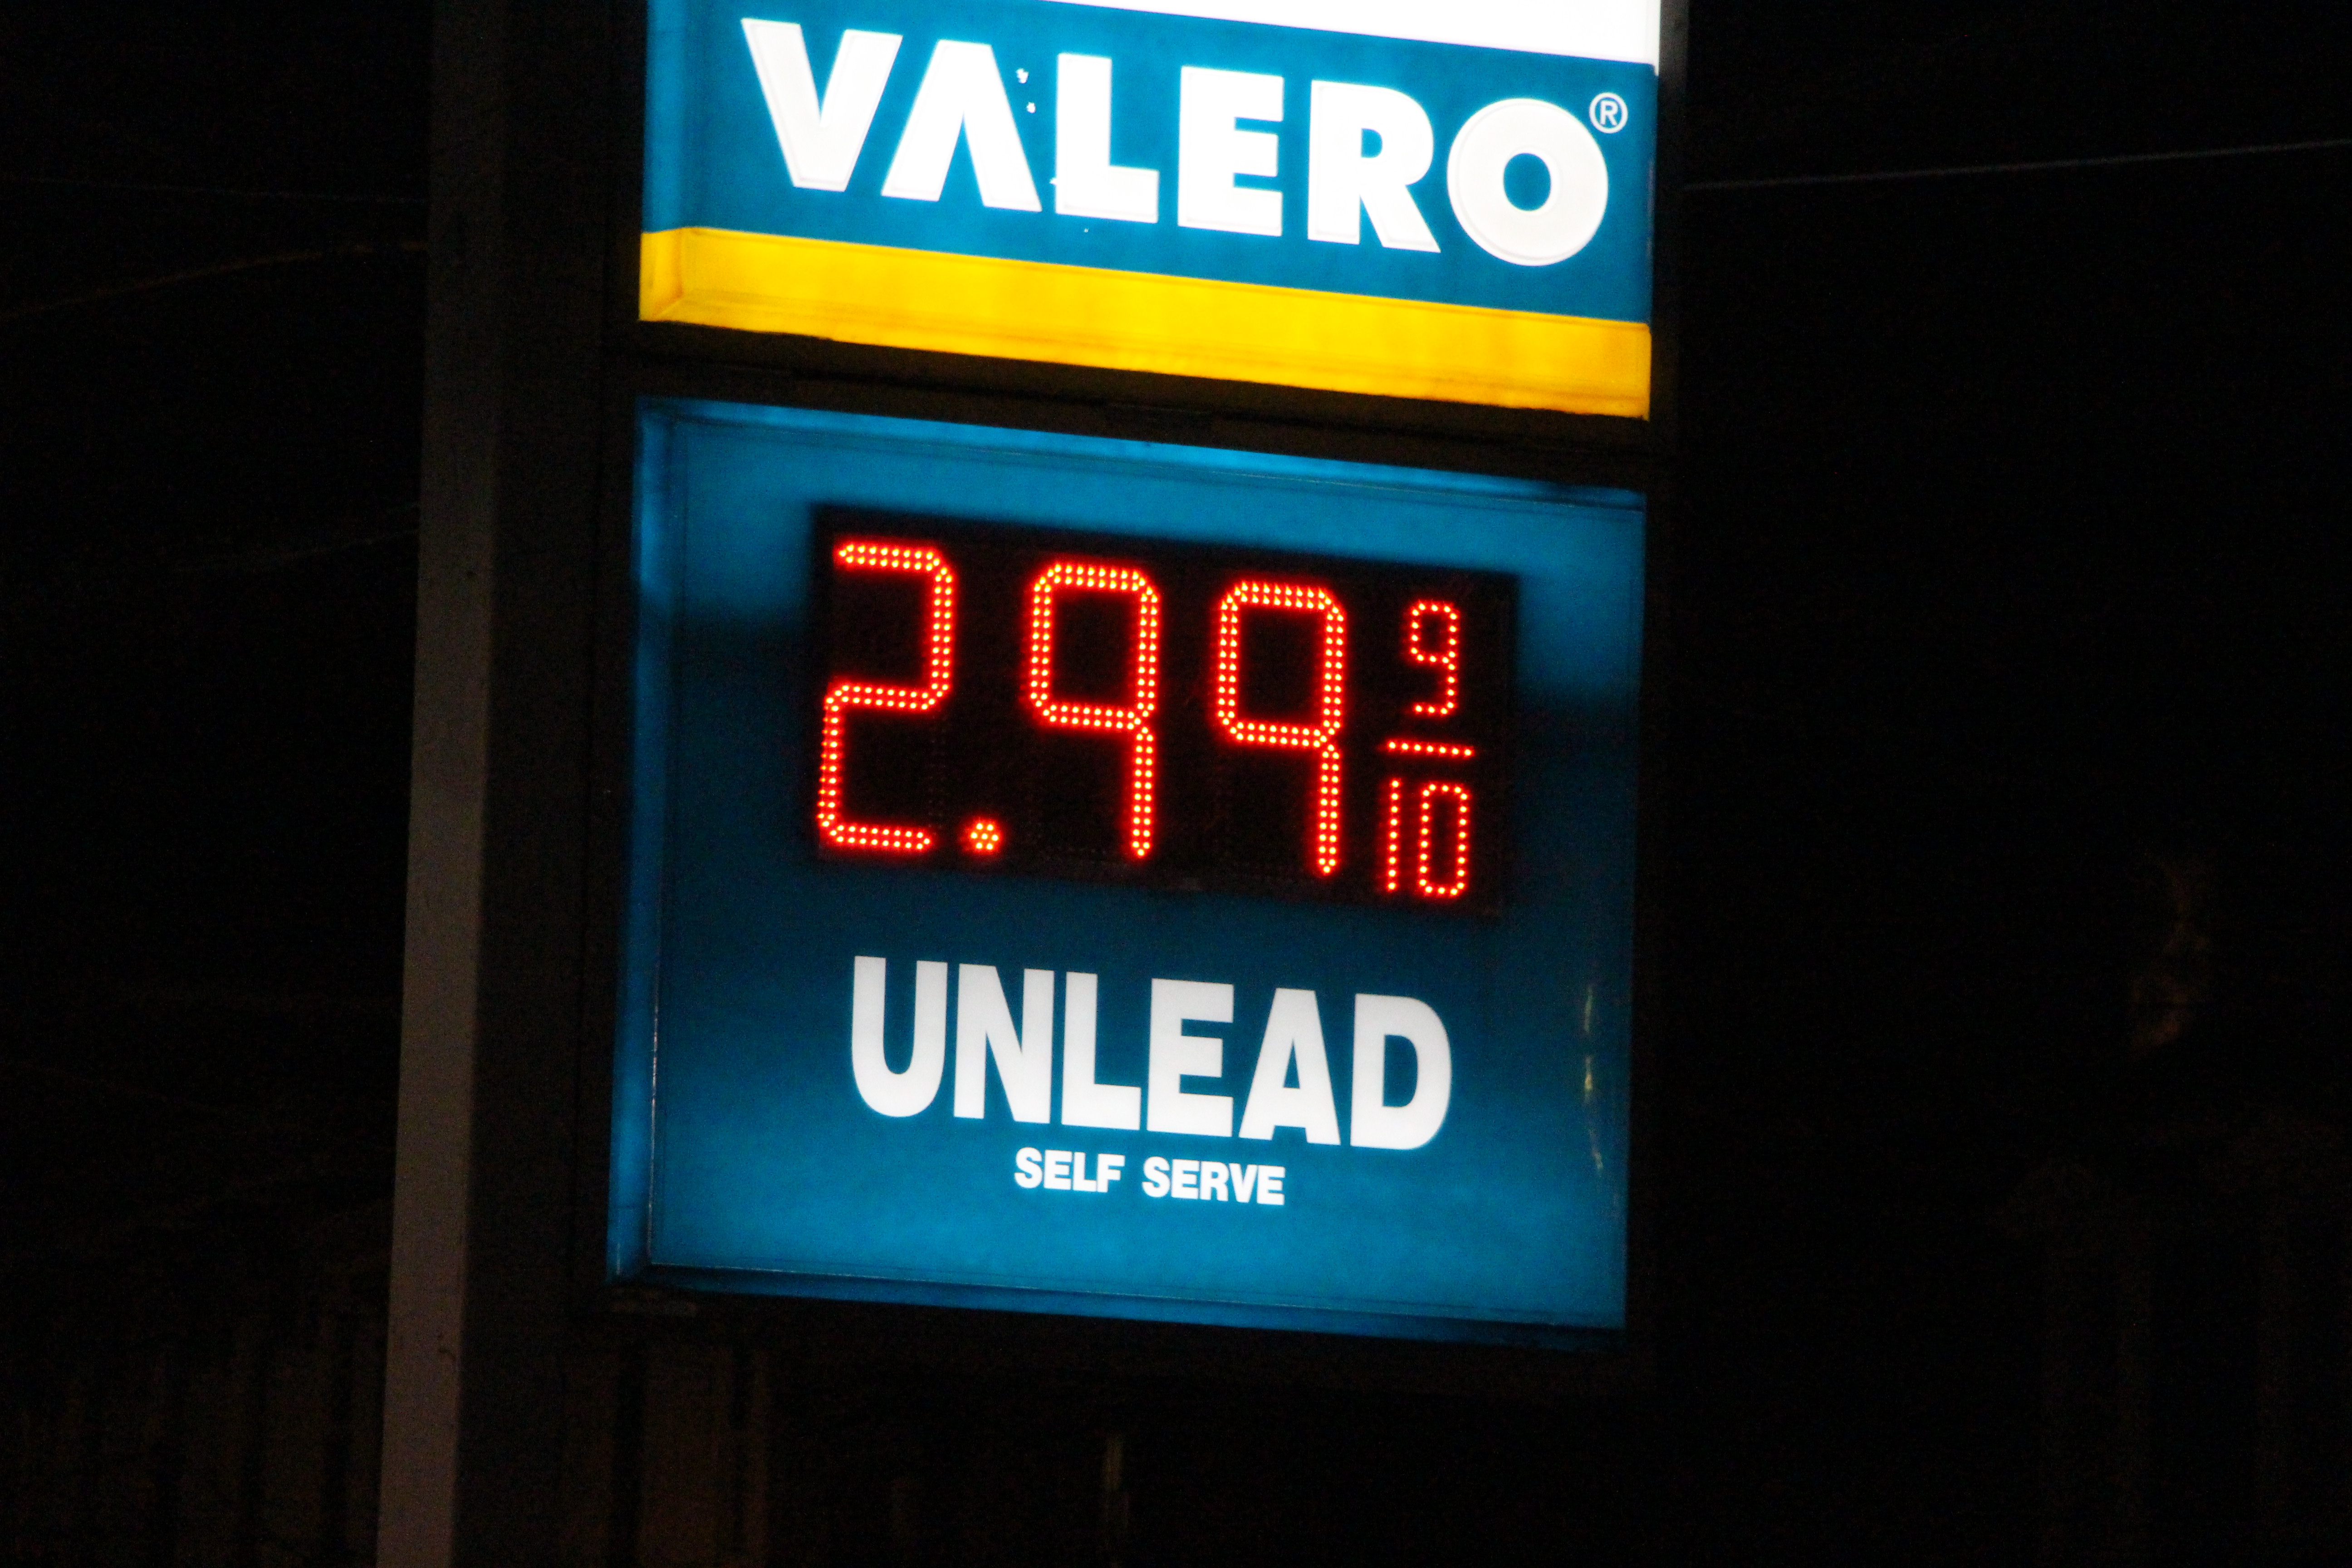 VALERO®
2.99 9/10
UNLEAD
SELF SERVE